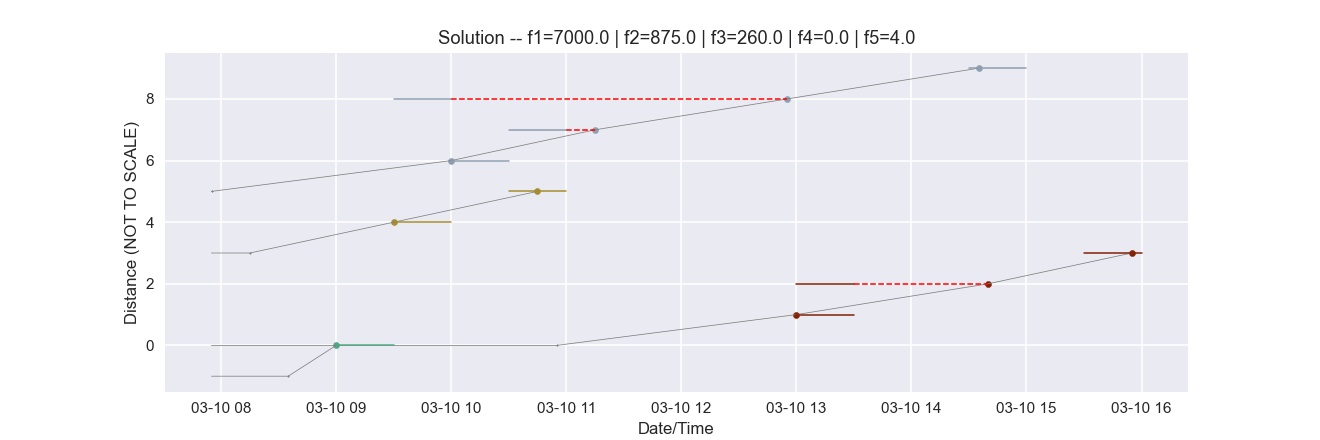 Solution -- f1=7000.0 | f2=875.0 | f3=260.0 | f4=0.0 | f5=4.0
Distance (NOT TO SCALE)
8
6
4
2
0
03-10 08 03-10 09 03-10 10 03-10 11 03-10 12 03-10 13 03-10 14 03-10 15 03-10 16
Date/Time